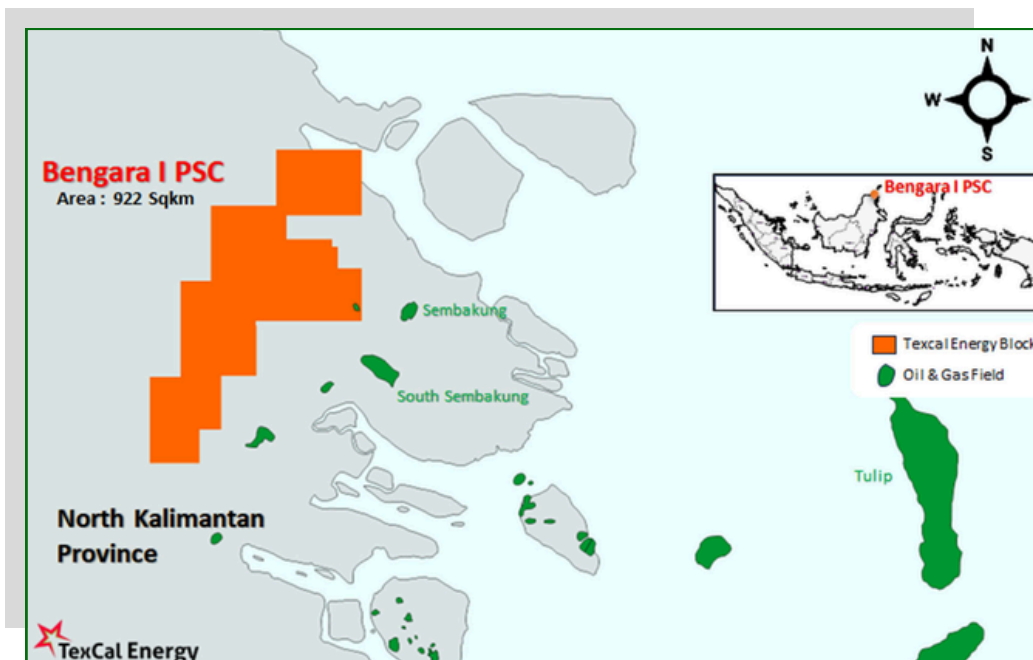 N
W
S
Bengara I PSC
Area : 922 Sqkm
Bengara I PSC
Sembakung
South Sembakung
Texcal Energy Block
Oil & Gas Field
Tulip
North Kalimantan
Province
TexCal Energy